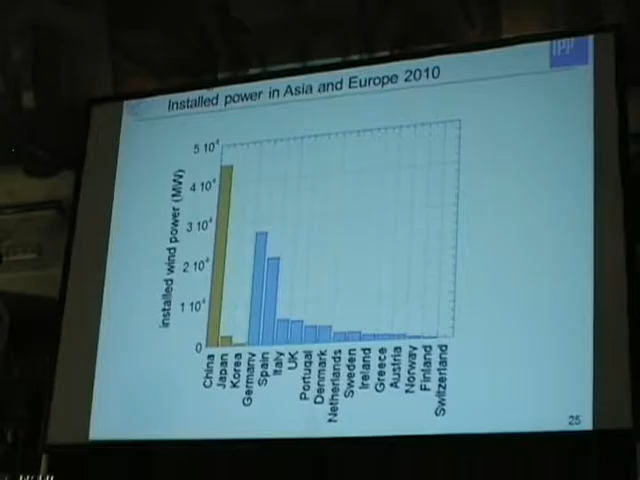 IPP
Installed power in Asia and Europe 2010
installed wind power (MW)
5 10⁴
4 10⁴
3 10⁴
2 10⁴
1 10⁴
0
China
Japan
Korea
Germany
Spain
Italy
UK
Portugal
Denmark
Netherlands
Sweden
Ireland
Greece
Austria
Norway
Finland
Switzerland
25